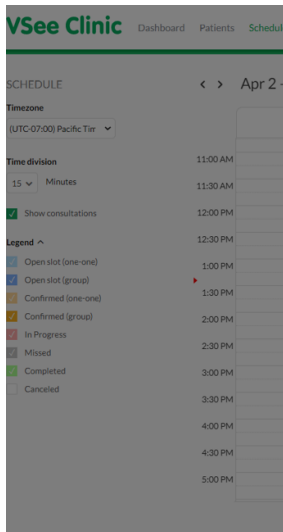 VSee Clinic Dashboard Patients Schedul
SCHEDULE < > Apr 2 -
Timezone
(UTC-07:00) Pacific Tim
Time division
15 Minutes
Show consultations
Legend
Open slot (one-one)
Open slot (group)
Confirmed (one-one)
Confirmed (group)
In Progress
Missed
Completed
Canceled
11:00 AM
11:30 AM
12:00 PM
12:30 PM
1:00 PM
1:30 PM
2:00 PM
2:30 PM
3:00 PM
3:30 PM
4:00 PM
4:30 PM
5:00 PM